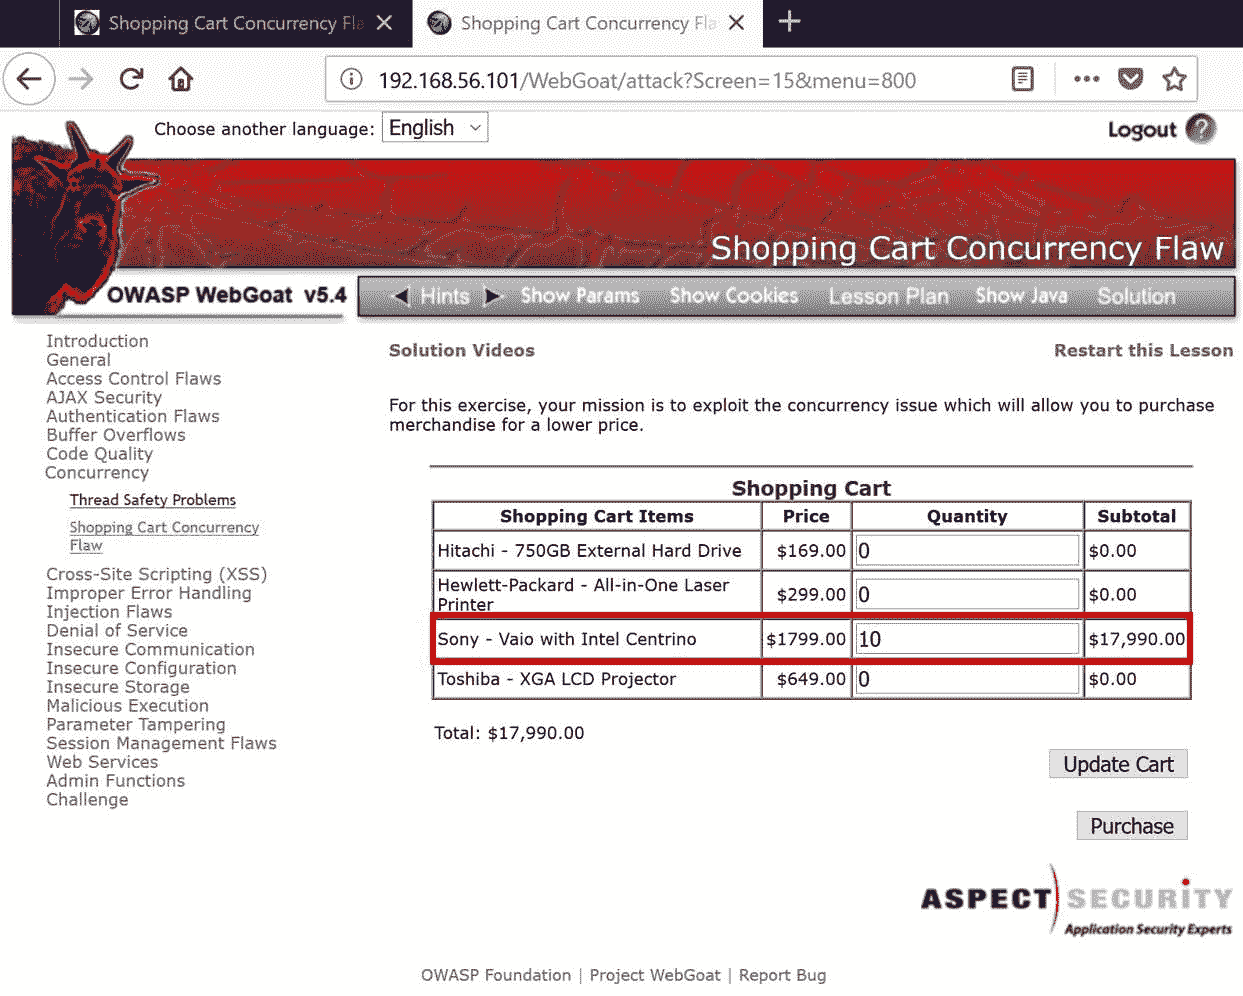 Shopping Cart Concurrency Fla
Shopping Cart Concurrency Fla
192.168.56.101/WebGoat/attack?Screen=15&menu=800
Choose another language: English
Logout ?
Shopping Cart Concurrency Flaw
OWASP WebGoat v5.4
Hints Show Params Show Cookies Lesson Plan Show Java Solution
Introduction
General
Access Control Flaws
AJAX Security
Authentication Flaws
Buffer Overflows
Code Quality
Concurrency
Thread Safety Problems
Shopping Cart Concurrency
Flaw
Cross-Site Scripting (XSS)
Improper Error Handling
Injection Flaws
Denial of Service
Insecure Communication
Insecure Configuration
Insecure Storage
Malicious Execution
Parameter Tampering
Session Management Flaws
Web Services
Admin Functions
Challenge
Solution Videos
Restart this Lesson
For this exercise, your mission is to exploit the concurrency issue which will allow you to purchase
merchandise for a lower price.
Shopping Cart
Shopping Cart Items Price Quantity Subtotal
Hitachi - 750GB External Hard Drive $169.00 0 $0.00
Hewlett-Packard - All-in-One Laser
Printer $299.00 0 $0.00
Sony - Vaio with Intel Centrino $1799.00 10 $17,990.00
Toshiba - XGA LCD Projector $649.00 0 $0.00
Total: $17,990.00
Update Cart
Purchase
ASPECT SECURITY
Application Security Experts
OWASP Foundation | Project WebGoat | Report Bug